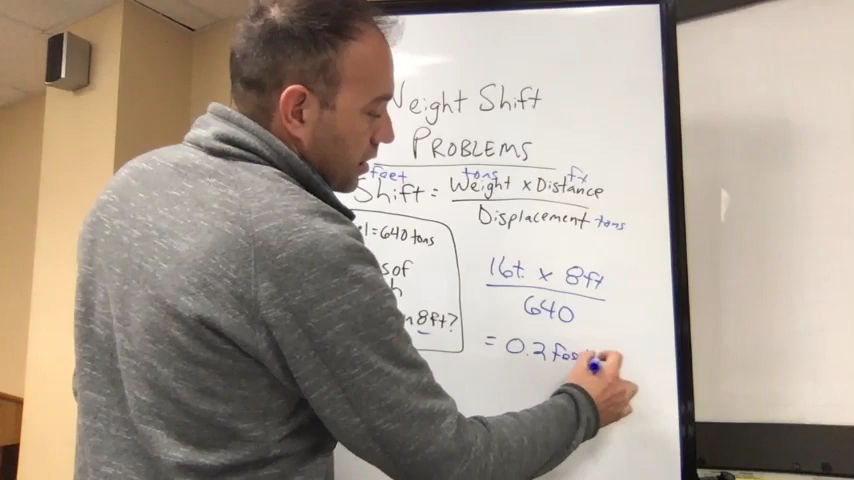 Weight Shift
PROBLEMS
feet tons ft
Shift = Weight x Distance
Displacement tons
= 640 tons
of
8ft?
16t. x 8ft
640
= 0.2